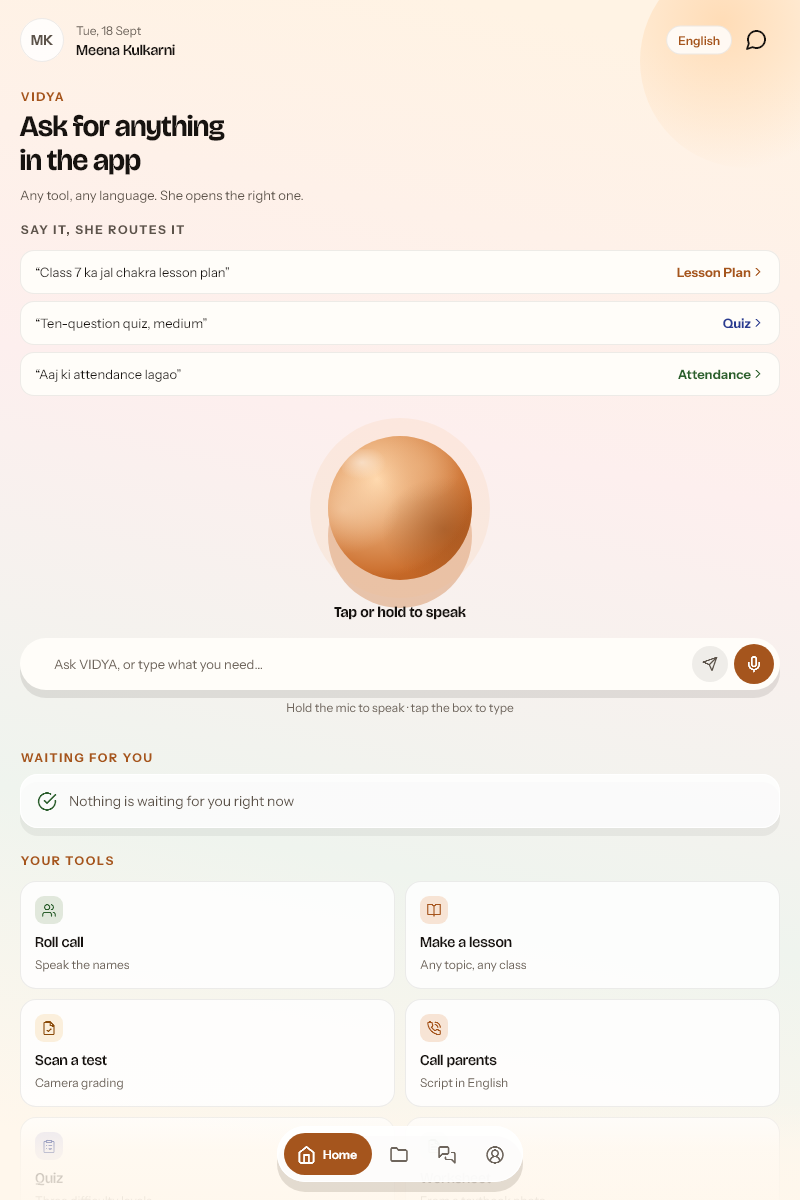 MK
Tue, 18 Sept
Meena Kulkarni
English
VIDYA
Ask for anything
in the app
Any tool, any language. She opens the right one.
SAY IT, SHE ROUTES IT
“Class 7 ka jal chakra lesson plan”
Lesson Plan
“Ten-question quiz, medium”
Quiz
“Aaj ki attendance lagao”
Attendance
Tap or hold to speak
Ask VIDYA, or type what you need...
Hold the mic to speak · tap the box to type
WAITING FOR YOU
Nothing is waiting for you right now
YOUR TOOLS
Roll call
Speak the names
Make a lesson
Any topic, any class
Scan a test
Camera grading
Call parents
Script in English
Quiz
Home